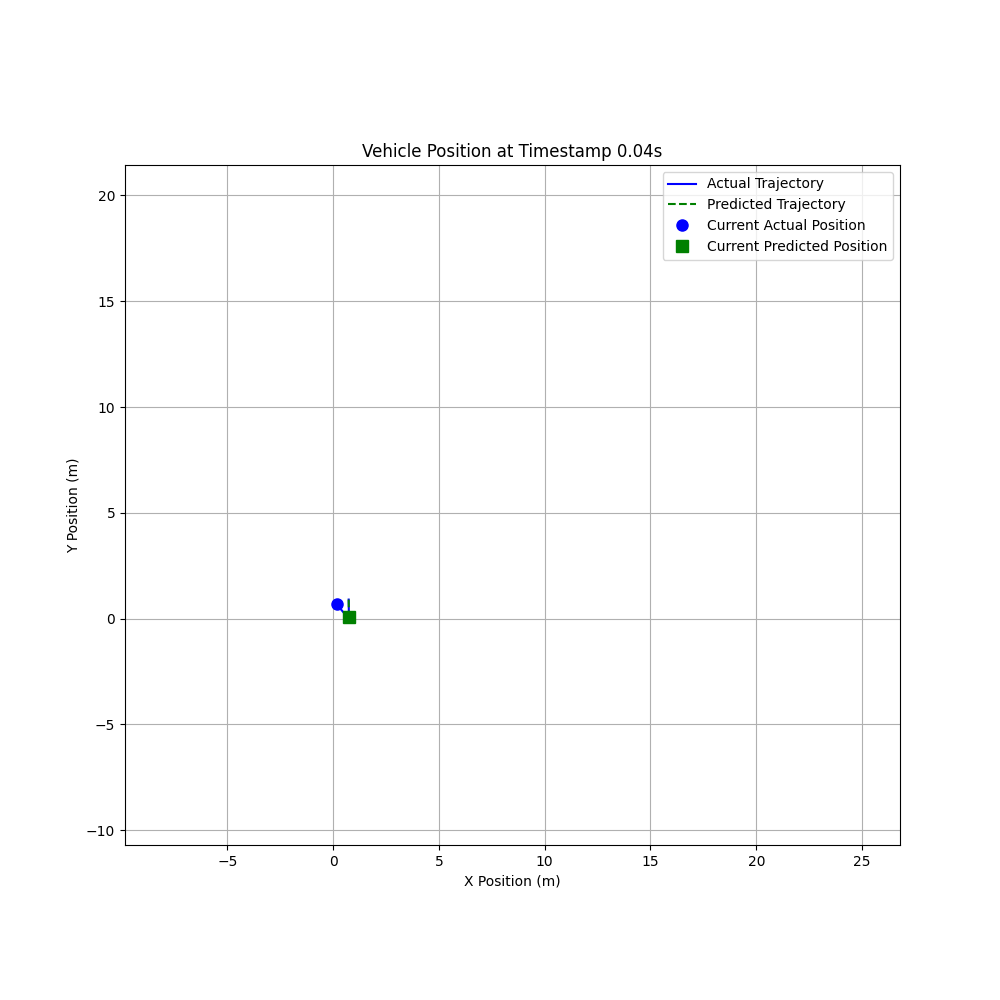 Vehicle Position at Timestamp 0.04s
Actual Trajectory
Predicted Trajectory
Current Actual Position
Current Predicted Position
20
15
10
5
0
−5
−10
Y Position (m)
−5 0 5 10 15 20 25
X Position (m)